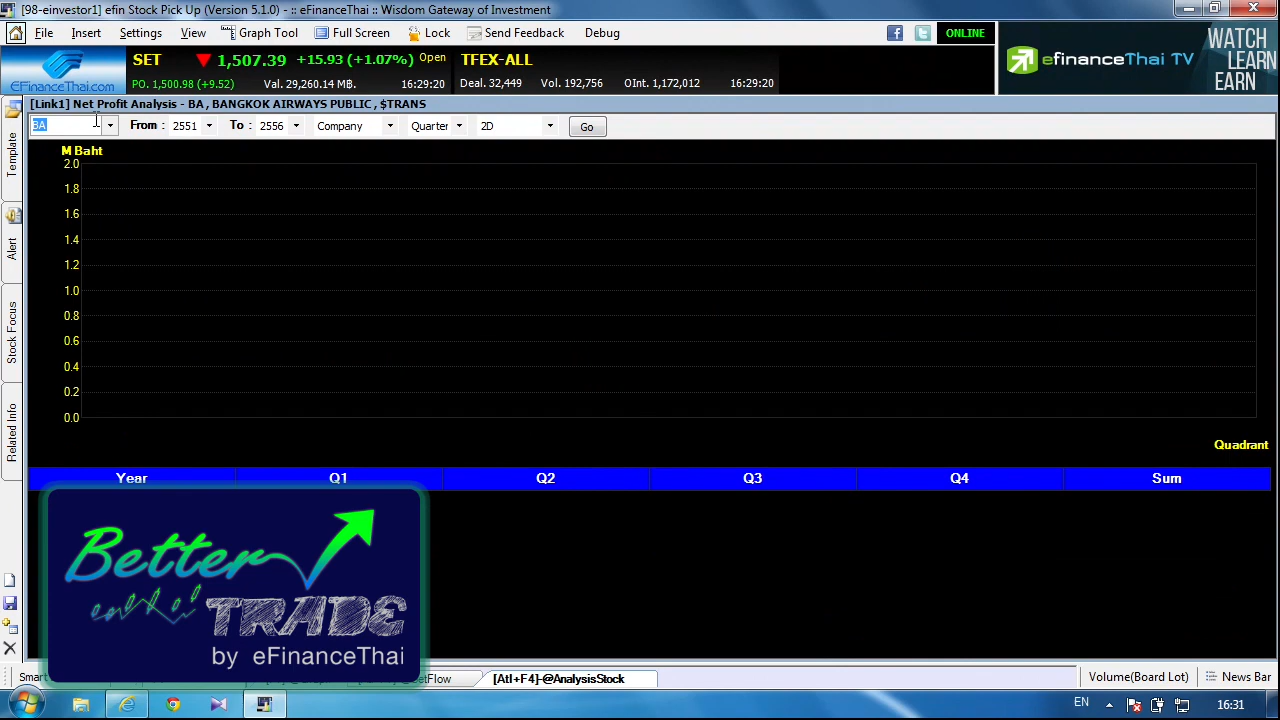 [98-einvestor1] efin Stock Pick Up (Version 5.1.0) - :: eFinanceThai :: Wisdom Gateway of Investment
File Insert Settings View Graph Tool Full Screen Lock Send Feedback Debug ONLINE
SET 1,507.39 +15.93 (+1.07%) Open TFEX-ALL
PO. 1,500.98 (+9.52) Val. 29,260.14 M฿. 16:29:20 Deal. 32,449 Vol. 192,756 OInt. 1,172,012 16:29:20
EFinanceThai.com
efinanceThai TV
WATCH
LEARN
EARN
[Link1] Net Profit Analysis - BA , BANGKOK AIRWAYS PUBLIC , $TRANS
BA From : 2551 To : 2556 Company Quarter 2D Go
Template
Alert
Stock Focus
Related Info
M Baht
2.0
1.8
1.6
1.4
1.2
1.0
0.8
0.6
0.4
0.2
0.0
Quadrant
Year Q1 Q2 Q3 Q4 Sum
Better
TRADE
by eFinanceThai
Smart [Atl+F4]-@AnalysisStock Volume(Board Lot) News Bar
EN 16:31